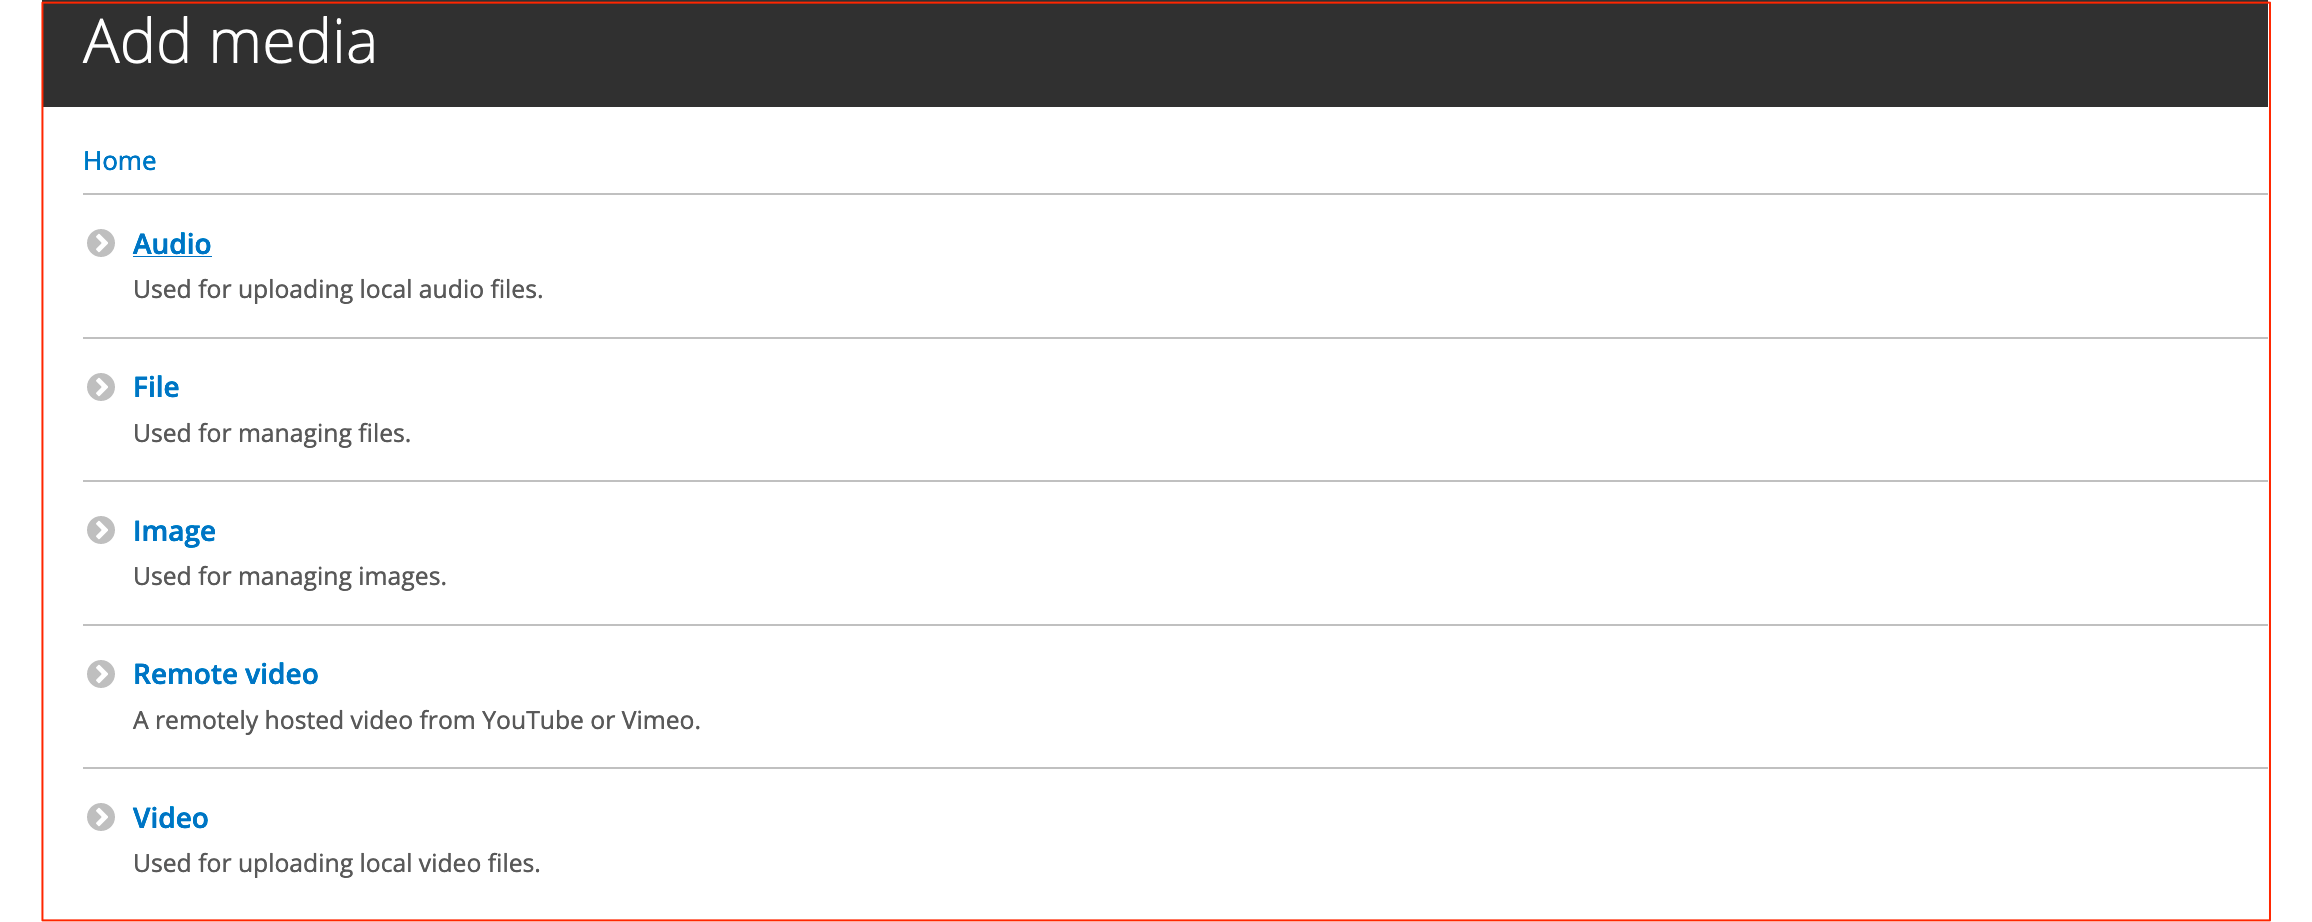 Add media
Home
Audio
Used for uploading local audio files.
File
Used for managing files.
Image
Used for managing images.
Remote video
A remotely hosted video from YouTube or Vimeo.
Video
Used for uploading local video files.